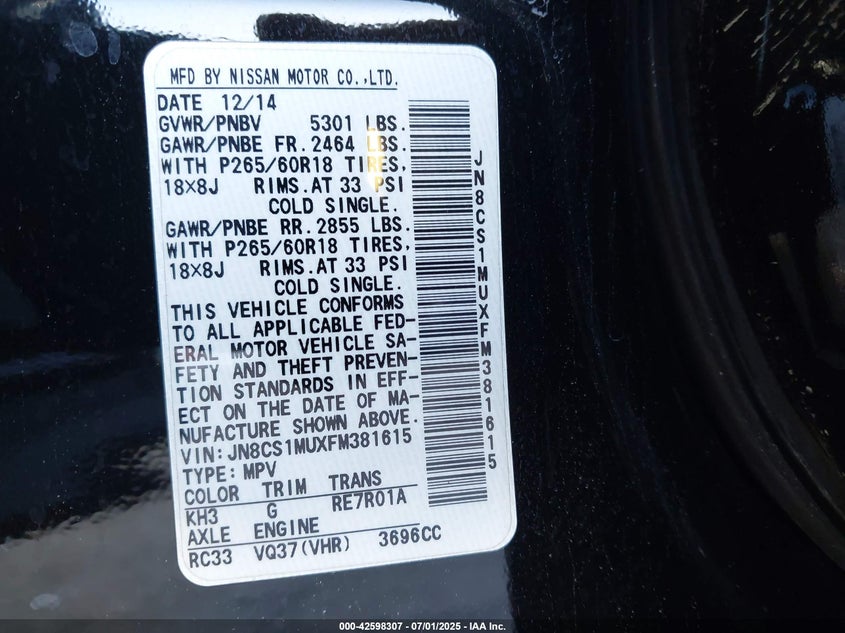 MFD BY NISSAN MOTOR CO.,LTD.
DATE 12/14
GVWR/PNBV 5301 LBS.
GAWR/PNBE FR. 2464 LBS.
WITH P265/60R18 TIRES,
18×8J RIMS.AT 33 PSI
COLD SINGLE.
GAWR/PNBE RR. 2855 LBS.
WITH P265/60R18 TIRES,
18×8J RIMS.AT 33 PSI
COLD SINGLE.
THIS VEHICLE CONFORMS
TO ALL APPLICABLE FED-
ERAL MOTOR VEHICLE SA-
FETY AND THEFT PREVEN-
TION STANDARDS IN EFF-
ECT ON THE DATE OF MA-
NUFACTURE SHOWN ABOVE.
VIN: JN8CS1MUXFM381615
TYPE: MPV
COLOR TRIM TRANS
KH3 G RE7R01A
AXLE ENGINE
RC33 VQ37(VHR) 3696CC
JN8CS1MUXFM381615
000-42598307 - 07/01/2025 - IAA Inc.